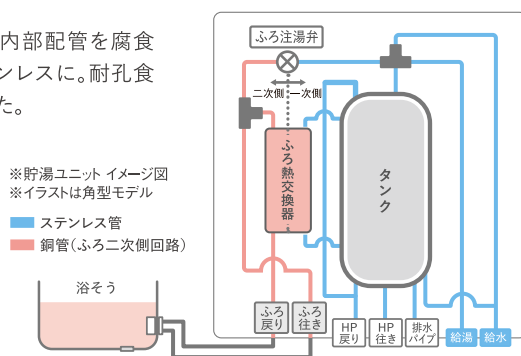 内部配管を腐食
ンレスに。耐孔食
た。
ふろ注湯弁
二次側 一次側
ふろ熱交換器
タンク
※貯湯ユニット イメージ図
※イラストは角型モデル
ステンレス管
銅管(ふろ二次側回路)
浴そう
ふろ戻り
ふろ往き
HP戻り
HP往き
排水パイプ
給湯
給水